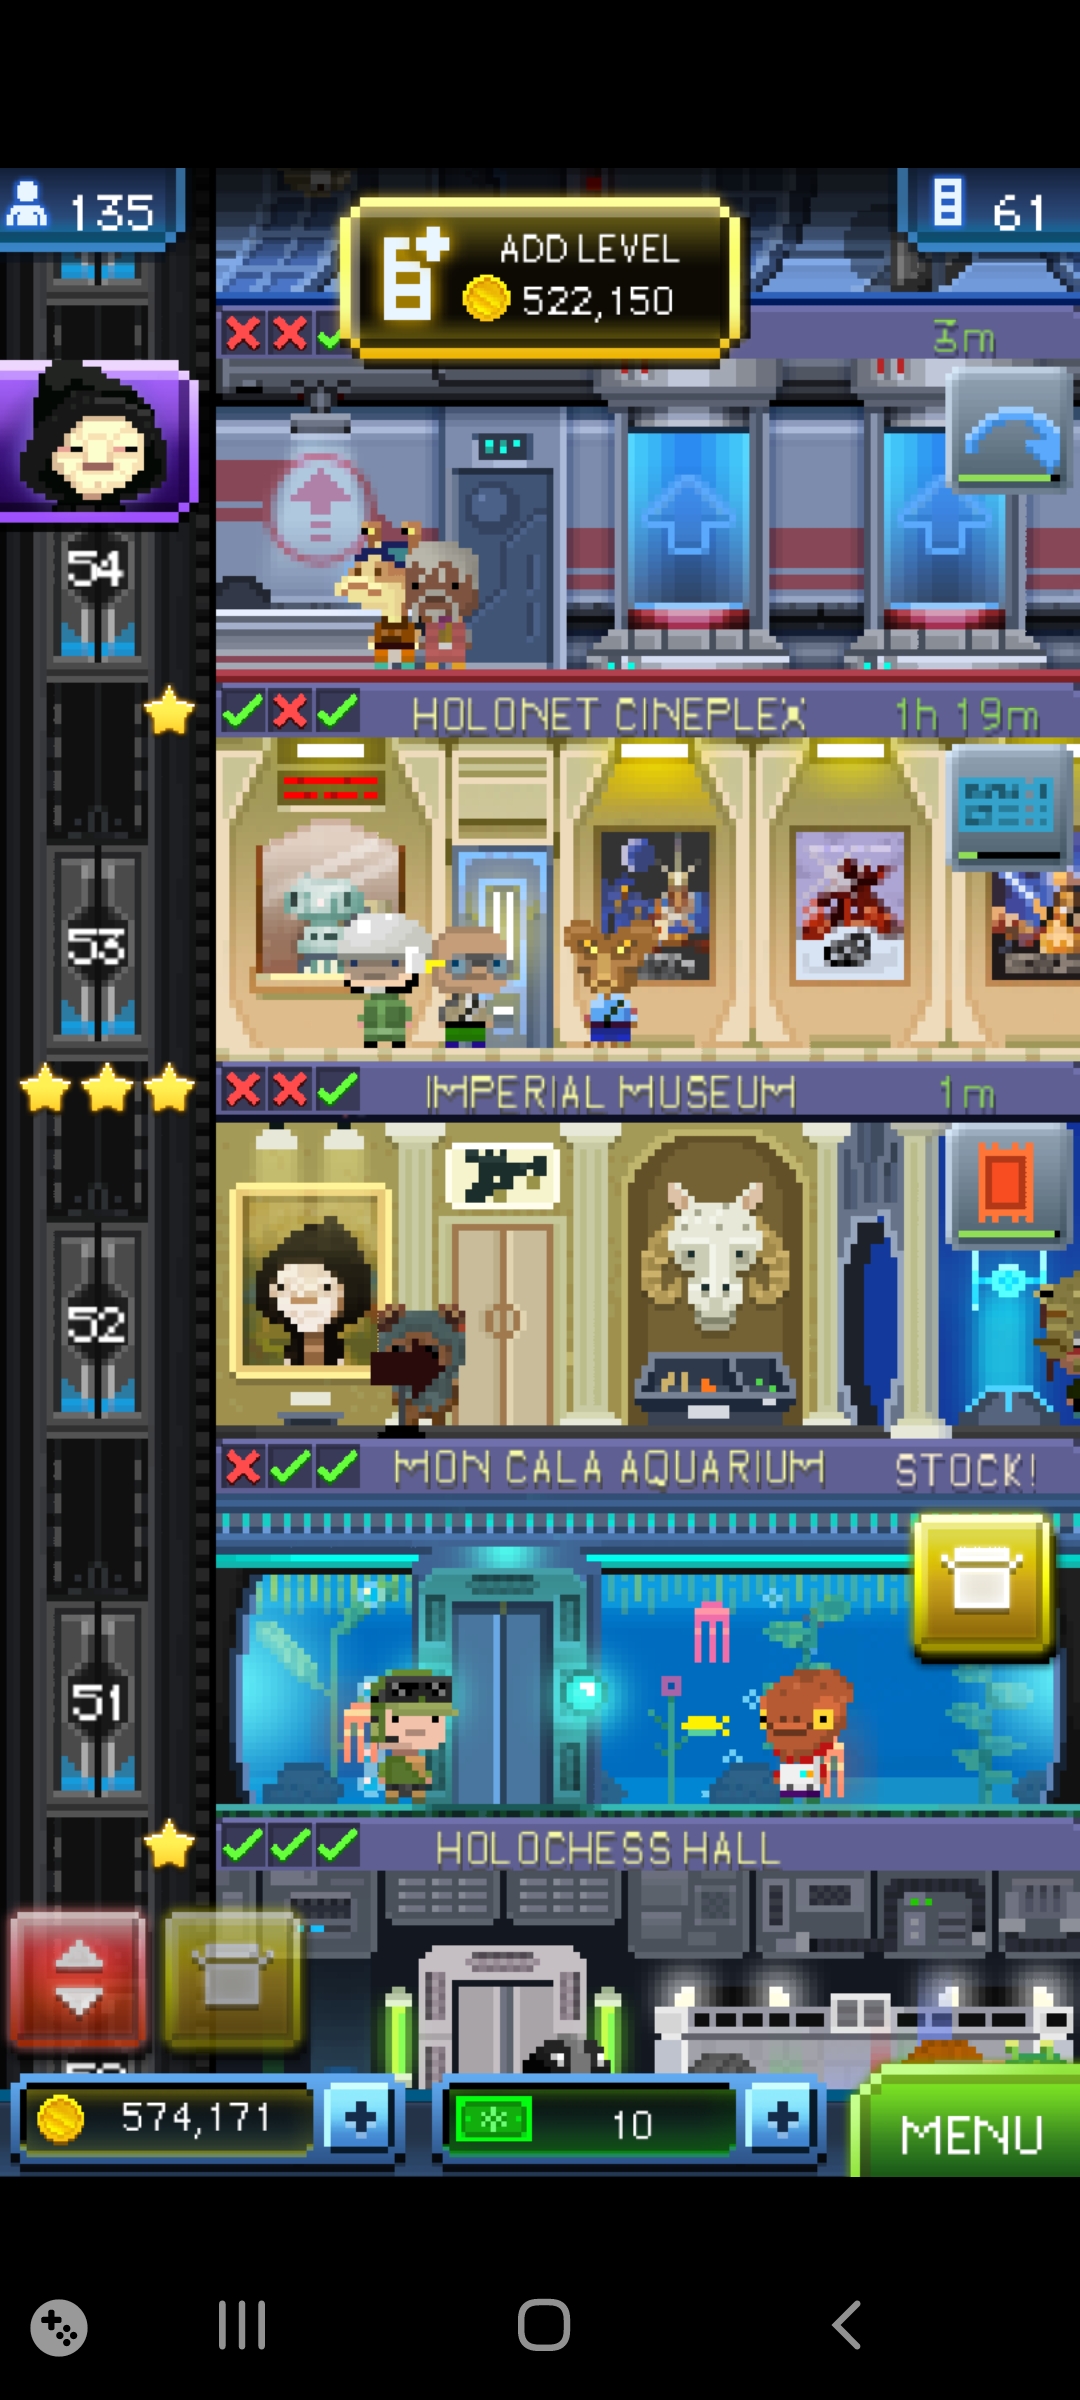 135
ADD LEVEL
522,150
61
3m
54
HOLONET CINEPLEX 1h 19m
53
IMPERIAL MUSEUM 1m
52
MON CALA AQUARIUM STOCK!
51
HOLOCHESS HALL
574,171
10
MENU